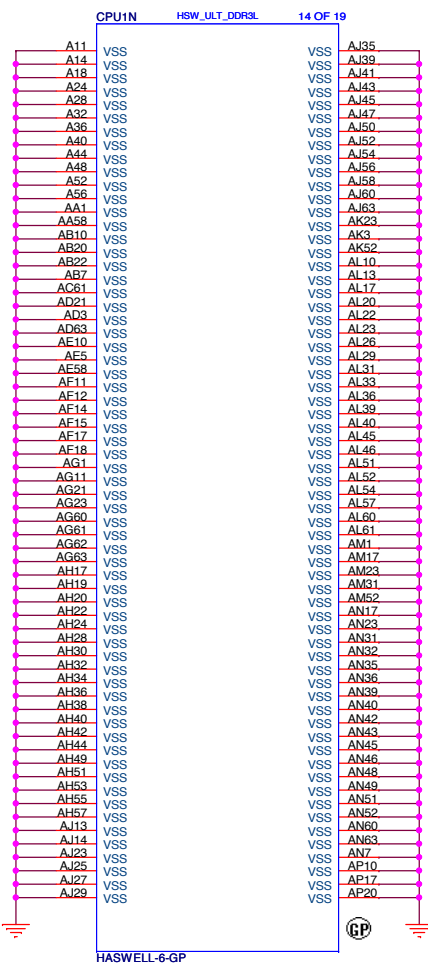 CPU1N HSW_ULT_DDR3L 14 OF 19
A11 VSS VSS AJ35
A14 VSS VSS AJ39
A18 VSS VSS AJ41
A24 VSS VSS AJ43
A28 VSS VSS AJ45
A32 VSS VSS AJ47
A36 VSS VSS AJ50
A40 VSS VSS AJ52
A44 VSS VSS AJ54
A48 VSS VSS AJ56
A52 VSS VSS AJ58
A56 VSS VSS AJ60
AA1 VSS VSS AJ63
AA58 VSS VSS AK23
AB10 VSS VSS AK3
AB20 VSS VSS AK52
AB22 VSS VSS AL10
AB7 VSS VSS AL13
AC61 VSS VSS AL17
AD21 VSS VSS AL20
AD3 VSS VSS AL22
AD63 VSS VSS AL23
AE10 VSS VSS AL26
AE5 VSS VSS AL29
AE58 VSS VSS AL31
AF11 VSS VSS AL33
AF12 VSS VSS AL36
AF14 VSS VSS AL39
AF15 VSS VSS AL40
AF17 VSS VSS AL45
AF18 VSS VSS AL46
AG1 VSS VSS AL51
AG11 VSS VSS AL52
AG21 VSS VSS AL54
AG23 VSS VSS AL57
AG60 VSS VSS AL60
AG61 VSS VSS AL61
AG62 VSS VSS AM1
AG63 VSS VSS AM17
AH17 VSS VSS AM23
AH19 VSS VSS AM31
AH20 VSS VSS AM52
AH22 VSS VSS AN17
AH24 VSS VSS AN23
AH28 VSS VSS AN31
AH30 VSS VSS AN32
AH32 VSS VSS AN35
AH34 VSS VSS AN36
AH36 VSS VSS AN39
AH38 VSS VSS AN40
AH40 VSS VSS AN42
AH42 VSS VSS AN43
AH44 VSS VSS AN45
AH49 VSS VSS AN46
AH51 VSS VSS AN48
AH53 VSS VSS AN49
AH55 VSS VSS AN51
AH57 VSS VSS AN52
AJ13 VSS VSS AN60
AJ14 VSS VSS AN63
AJ23 VSS VSS AN7
AJ25 VSS VSS AP10
AJ27 VSS VSS AP17
AJ29 VSS VSS AP20
GP
HASWELL-6-GP